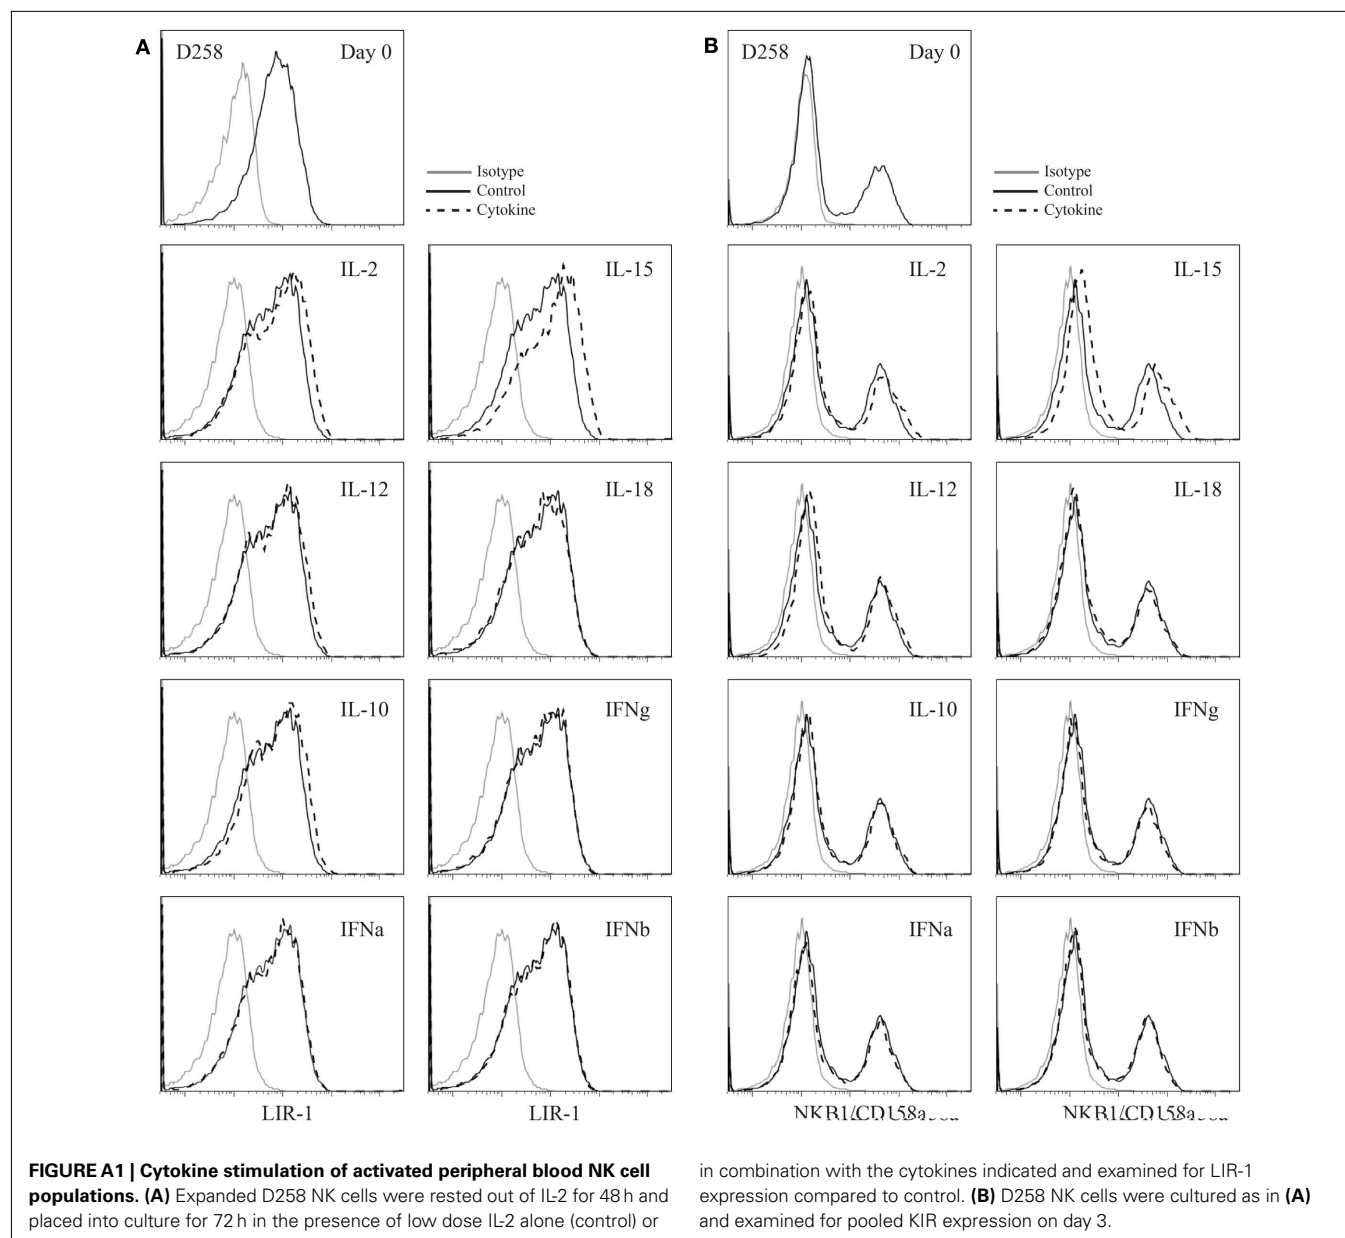 A
D258
Day 0
Isotype
Control
Cytokine
IL-2
IL-15
IL-12
IL-18
IL-10
IFNg
IFNa
IFNb
LIR-1
LIR-1
B
D258
Day 0
Isotype
Control
Cytokine
IL-2
IL-15
IL-12
IL-18
IL-10
IFNg
IFNa
IFNb
NKB1/CD158a
NKB1/CD158a
FIGURE A1 | Cytokine stimulation of activated peripheral blood NK cell
populations. (A) Expanded D258 NK cells were rested out of IL-2 for 48 h and
placed into culture for 72 h in the presence of low dose IL-2 alone (control) or
in combination with the cytokines indicated and examined for LIR-1
expression compared to control. (B) D258 NK cells were cultured as in (A)
and examined for pooled KIR expression on day 3.